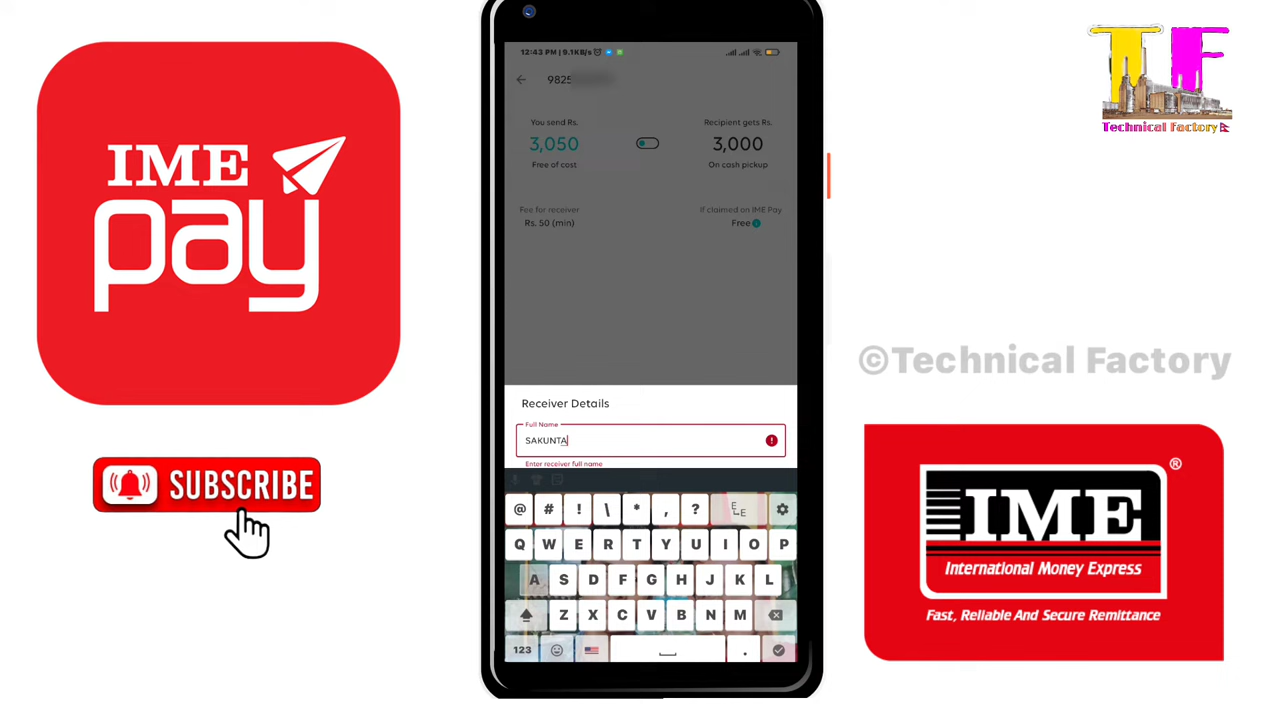 IME
pay
SUBSCRIBE
12:43 PM | 9.1KB/s
9825
You send Rs.
3,050
Free of cost
Recipient gets Rs.
3,000
On cash pickup
Fee for receiver
Rs. 50 (min)
If claimed on IME Pay
Free
Receiver Details
Full Name
SAKUNTA
Enter receiver full name
@ # ! \ * , ?
Q W E R T Y U I O P
A S D F G H J K L
Z X C V B N M
123 .
TF
Technical Factory
©Technical Factory
IME ®
International Money Express
Fast, Reliable And Secure Remittance